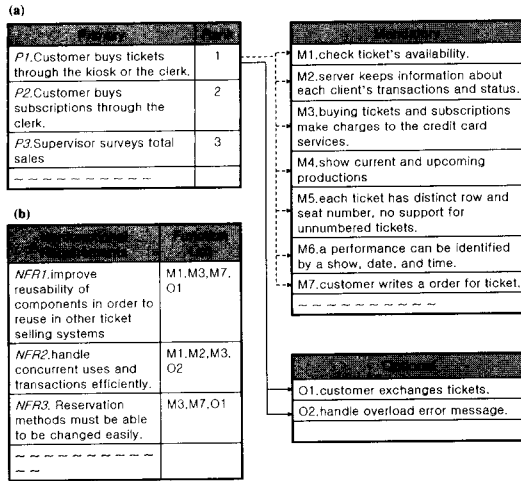 (a)
P1.Customer buys tickets
through the kiosk or the clerk.
1
P2.Customer buys
subscriptions through the
clerk.
2
P3.Supervisor surveys total
sales
3
M1.check ticket's availability.
M2.server keeps information about
each client's transactions and status.
M3.buying tickets and subscriptions
make charges to the credit card
services.
M4.show current and upcoming
productions
M5.each ticket has distinct row and
seat number, no support for
unnumbered tickets.
M6.a performance can be identified
by a show, date, and time.
M7.customer writes a order for ticket.
O1.customer exchanges tickets.
O2.handle overload error message.
(b)
NFR1.improve
reusability of
components in order to
reuse in other ticket
selling systems
M1,M3,M7,
O1
NFR2.handle
concurrent uses and
transactions efficiently.
M1,M2,M3,
O2
NFR3. Reservation
methods must be able
to be changed easily.
M3,M7,O1